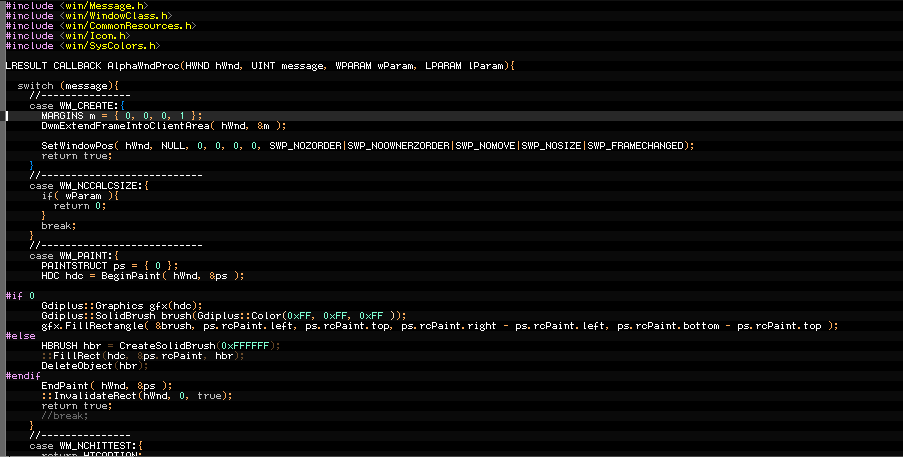 #include <win/Message.h>
#include <win/WindowClass.h>
#include <win/CommonResources.h>
#include <win/Icon.h>
#include <win/SysColors.h>
LRESULT CALLBACK AlphaWndProc(HWND hWnd, UINT message, WPARAM wParam, LPARAM lParam){
switch (message){
//---------------
case WM_CREATE:{
MARGINS m = { 0, 0, 0, 1 };
DwmExtendFrameIntoClientArea( hWnd, &m );
SetWindowPos( hWnd, NULL, 0, 0, 0, 0, SWP_NOZORDER|SWP_NOOWNERZORDER|SWP_NOMOVE|SWP_NOSIZE|SWP_FRAMECHANGED);
return true;
}
//---------------------------
case WM_NCCALCSIZE:{
if( wParam ){
return 0;
}
break;
}
//---------------------------
case WM_PAINT:{
PAINTSTRUCT ps = { 0 };
HDC hdc = BeginPaint( hWnd, &ps );
#if 0
Gdiplus::Graphics gfx(hdc);
Gdiplus::SolidBrush brush(Gdiplus::Color(0xFF, 0xFF, 0xFF ));
gfx.FillRectangle( &brush, ps.rcPaint.left, ps.rcPaint.top, ps.rcPaint.right - ps.rcPaint.left, ps.rcPaint.bottom - ps.rcPaint.top );
#else
HBRUSH hbr = CreateSolidBrush(0xFFFFFF);
::FillRect(hdc, &ps.rcPaint, hbr);
DeleteObject(hbr);
#endif
EndPaint( hWnd, &ps );
::InvalidateRect(hWnd, 0, true);
return true;
//break;
}
//---------------
case WM_NCHITTEST:{
return HTCAPTION;